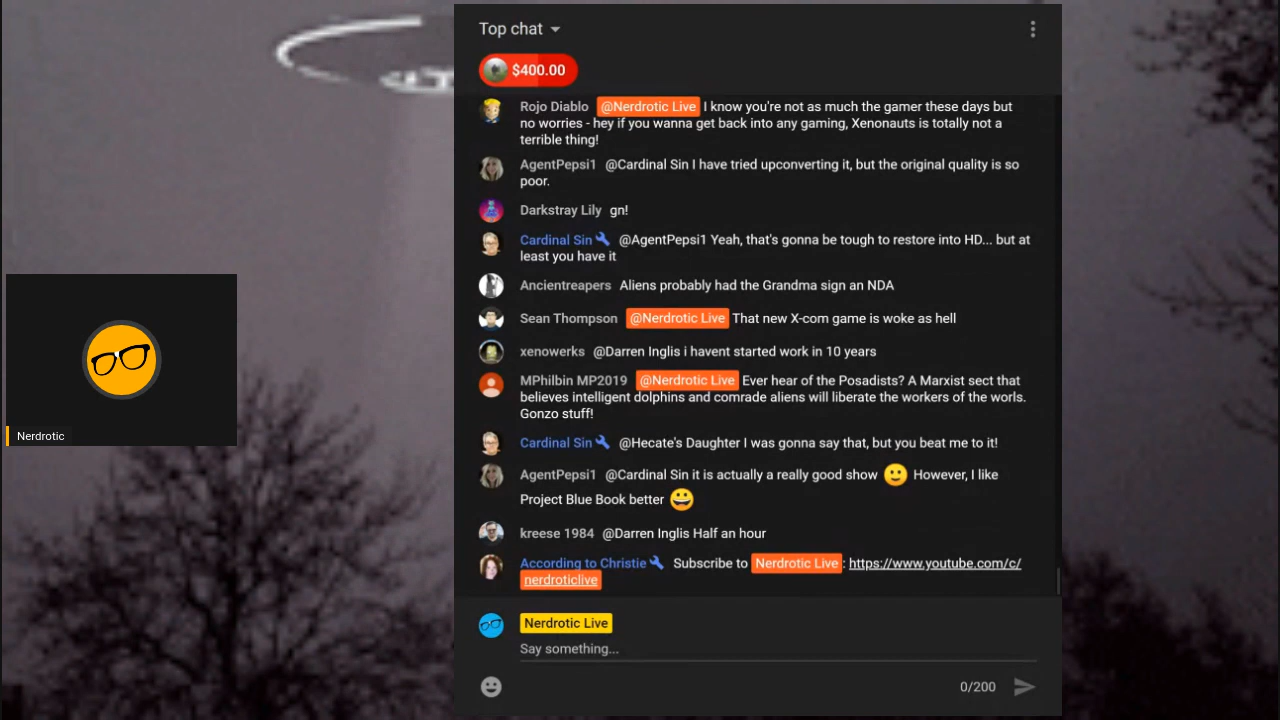 Top chat
$400.00
Rojo Diablo @Nerdrotic Live I know you're not as much the gamer these days but
no worries - hey if you wanna get back into any gaming, Xenonauts is totally not a
terrible thing!
AgentPepsi1 @Cardinal Sin I have tried upconverting it, but the original quality is so
poor.
Darkstray Lily gn!
Cardinal Sin @AgentPepsi1 Yeah, that's gonna be tough to restore into HD... but at
least you have it
Ancientreapers Aliens probably had the Grandma sign an NDA
Sean Thompson @Nerdrotic Live That new X-com game is woke as hell
xenowerks @Darren Inglis i havent started work in 10 years
MPhilbin MP2019 @Nerdrotic Live Ever hear of the Posadists? A Marxist sect that
believes intelligent dolphins and comrade aliens will liberate the workers of the worls.
Gonzo stuff!
Cardinal Sin @Hecate's Daughter I was gonna say that, but you beat me to it!
AgentPepsi1 @Cardinal Sin it is actually a really good show 🙂 However, I like
Project Blue Book better 😀
kreese 1984 @Darren Inglis Half an hour
According to Christie Subscribe to Nerdrotic Live: https://www.youtube.com/c/
nerdroticlive
Nerdrotic Live
Say something...
0/200
Nerdrotic